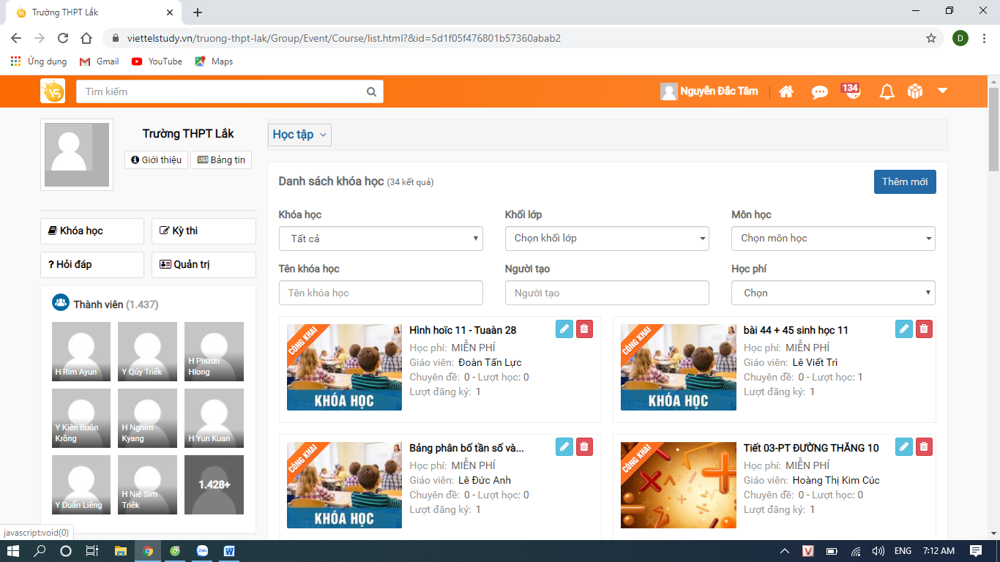 Trường THPT Lắk
viettelstudy.vn/truong-thpt-lak/Group/Event/Course/list.html?&id=5d1f05f476801b57360abab2
D
Ứng dụng
Gmail
YouTube
Maps
VS
Tìm kiếm
Nguyễn Đắc Tâm
134
Trường THPT Lắk
Giới thiệu
Bảng tin
Khóa học
Kỳ thi
? Hỏi đáp
Quản trị
Thành viên (1.437)
H Rim Ayun
Y Qúy Triếk
H Phướn Hlong
Y Kiên Buôn Krông
H Nghim Kyang
H Yun Kuan
Y Duẩn Liêng
H Niê Sim Triêk
1.428+
Học tập
Danh sách khóa học (34 kết quả)
Thêm mới
Khóa học
Khối lớp
Môn học
Tất cả
Chọn khối lớp
Chọn môn học
Tên khóa học
Người tạo
Học phí
Tên khóa học
Người tạo
Chọn
CÔNG KHAI
KHÓA HỌC
Hình hoïc 11 - Tuaàn 28
Học phí: MIỄN PHÍ
Giáo viên: Đoàn Tấn Lực
Chuyên đề: 0 - Lượt học: 0
Lượt đăng ký: 1
CÔNG KHAI
KHÓA HỌC
bài 44 + 45 sinh học 11
Học phí: MIỄN PHÍ
Giáo viên: Lê Viết Trì
Chuyên đề: 0 - Lượt học: 1
Lượt đăng ký: 1
CÔNG KHAI
KHÓA HỌC
Bảng phân bố tần số và...
Học phí: MIỄN PHÍ
Giáo viên: Lê Đức Anh
Chuyên đề: 0 - Lượt học: 0
Lượt đăng ký: 1
CÔNG KHAI
Tiết 03-PT ĐƯỜNG THẲNG 10
Học phí: MIỄN PHÍ
Giáo viên: Hoàng Thị Kim Cúc
Chuyên đề: 0 - Lượt học: 0
Lượt đăng ký: 1
javascript:void(0)
Zalo
ENG
7:12 AM